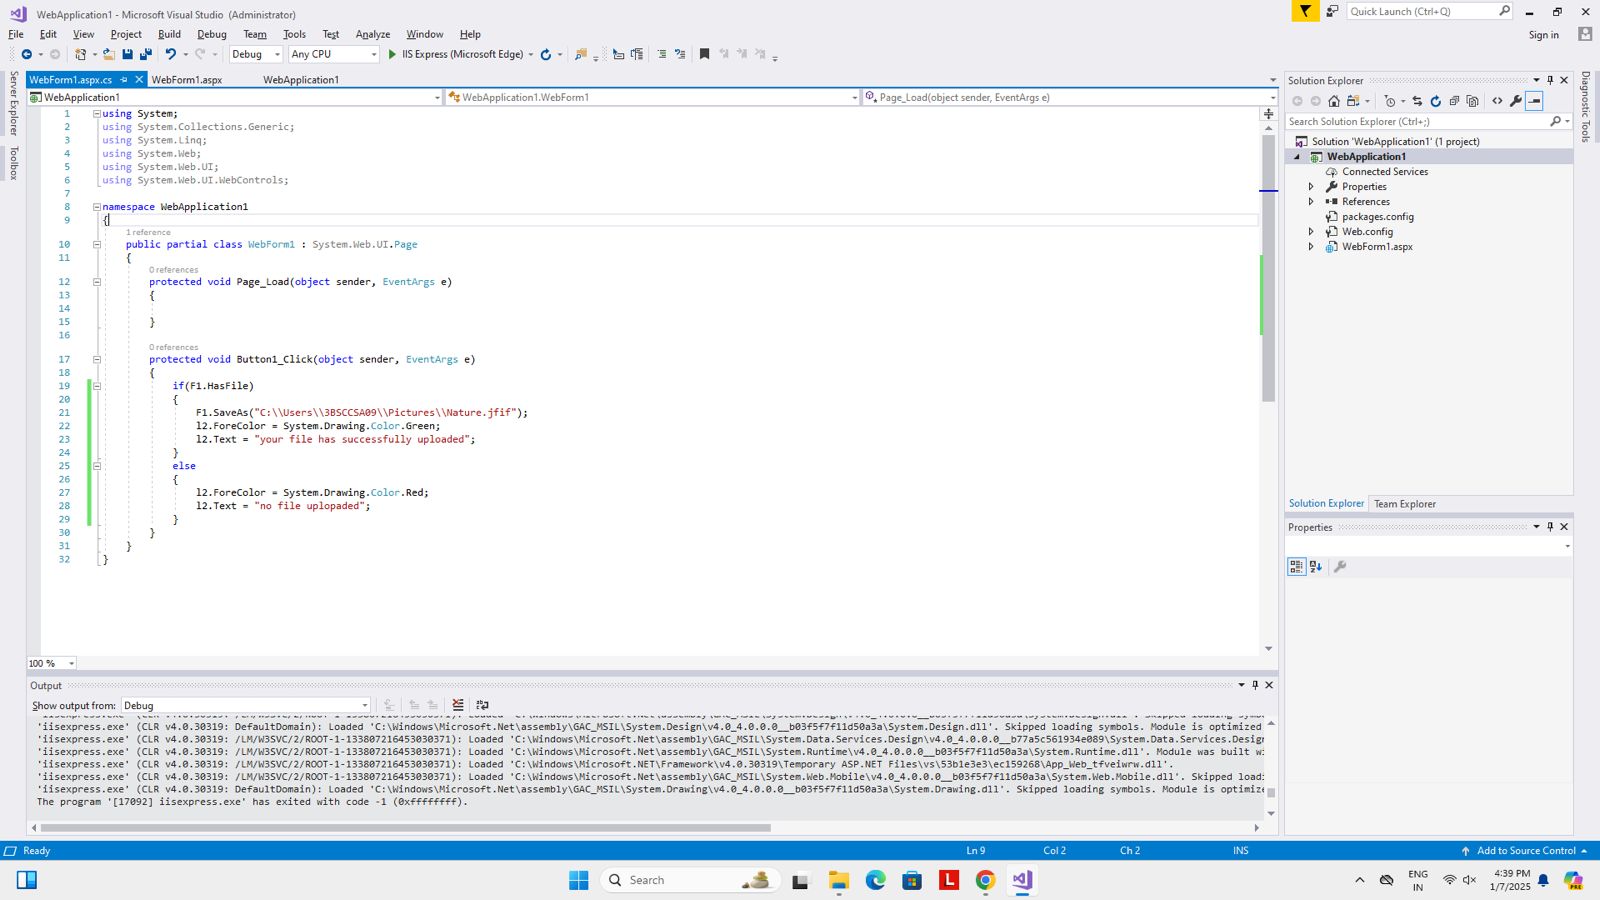 WebApplication1 - Microsoft Visual Studio (Administrator)
Quick Launch (Ctrl+Q)
File Edit View Project Build Debug Team Tools Test Analyze Window Help
Sign in
Debug Any CPU IIS Express (Microsoft Edge)
Server Explorer
Toolbox
WebForm1.aspx.cs WebForm1.aspx WebApplication1
WebApplication1 WebApplication1.WebForm1 Page_Load(object sender, EventArgs e)
1 using System;
2 using System.Collections.Generic;
3 using System.Linq;
4 using System.Web;
5 using System.Web.UI;
6 using System.Web.UI.WebControls;
7
8 namespace WebApplication1
9 {
1 reference
10 public partial class WebForm1 : System.Web.UI.Page
11 {
0 references
12 protected void Page_Load(object sender, EventArgs e)
13 {
14
15 }
16
0 references
17 protected void Button1_Click(object sender, EventArgs e)
18 {
19 if(F1.HasFile)
20 {
21 F1.SaveAs("C:\\Users\\3BSCCSA09\\Pictures\\Nature.jfif");
22 l2.ForeColor = System.Drawing.Color.Green;
23 l2.Text = "your file has successfully uploaded";
24 }
25 else
26 {
27 l2.ForeColor = System.Drawing.Color.Red;
28 l2.Text = "no file uplopaded";
29 }
30 }
31 }
32 }
100 %
Solution Explorer
Search Solution Explorer (Ctrl+;)
Solution 'WebApplication1' (1 project)
WebApplication1
Connected Services
Properties
References
packages.config
Web.config
WebForm1.aspx
Solution Explorer Team Explorer
Properties
Diagnostic Tools
Output
Show output from: Debug
'iisexpress.exe' (CLR v4.0.30319: DefaultDomain): Loaded 'C:\Windows\Microsoft.Net\assembly\GAC_MSIL\System.Design\v4.0_4.0.0.0__b03f5f7f11d50a3a\System.Design.dll'. Skipped loading symbols. Module is optimized
'iisexpress.exe' (CLR v4.0.30319: /LM/W3SVC/2/ROOT-1-133807216453030371): Loaded 'C:\Windows\Microsoft.Net\assembly\GAC_MSIL\System.Data.Services.Design\v4.0_4.0.0.0__b77a5c561934e089\System.Data.Services.Des
'iisexpress.exe' (CLR v4.0.30319: /LM/W3SVC/2/ROOT-1-133807216453030371): Loaded 'C:\Windows\Microsoft.Net\assembly\GAC_MSIL\System.Runtime\v4.0_4.0.0.0__b03f5f7f11d50a3a\System.Runtime.dll'. Module was built wi
'iisexpress.exe' (CLR v4.0.30319: /LM/W3SVC/2/ROOT-1-133807216453030371): Loaded 'C:\Windows\Microsoft.NET\Framework\v4.0.30319\Temporary ASP.NET Files\vs\53b1e3e3\ec159268\App_Web_tfveiwrw.dll'.
'iisexpress.exe' (CLR v4.0.30319: /LM/W3SVC/2/ROOT-1-133807216453030371): Loaded 'C:\Windows\Microsoft.Net\assembly\GAC_MSIL\System.Web.Mobile\v4.0_4.0.0.0__b03f5f7f11d50a3a\System.Web.Mobile.dll'. Skipped loadi
'iisexpress.exe' (CLR v4.0.30319: DefaultDomain): Loaded 'C:\Windows\Microsoft.Net\assembly\GAC_MSIL\System.Drawing\v4.0_4.0.0.0__b03f5f7f11d50a3a\System.Drawing.dll'. Skipped loading symbols. Module is optimize
The program '[17092] iisexpress.exe' has exited with code -1 (0xffffffff).
Ready Ln 9 Col 2 Ch 2 INS Add to Source Control
Search
ENG
IN
4:39 PM
1/7/2025